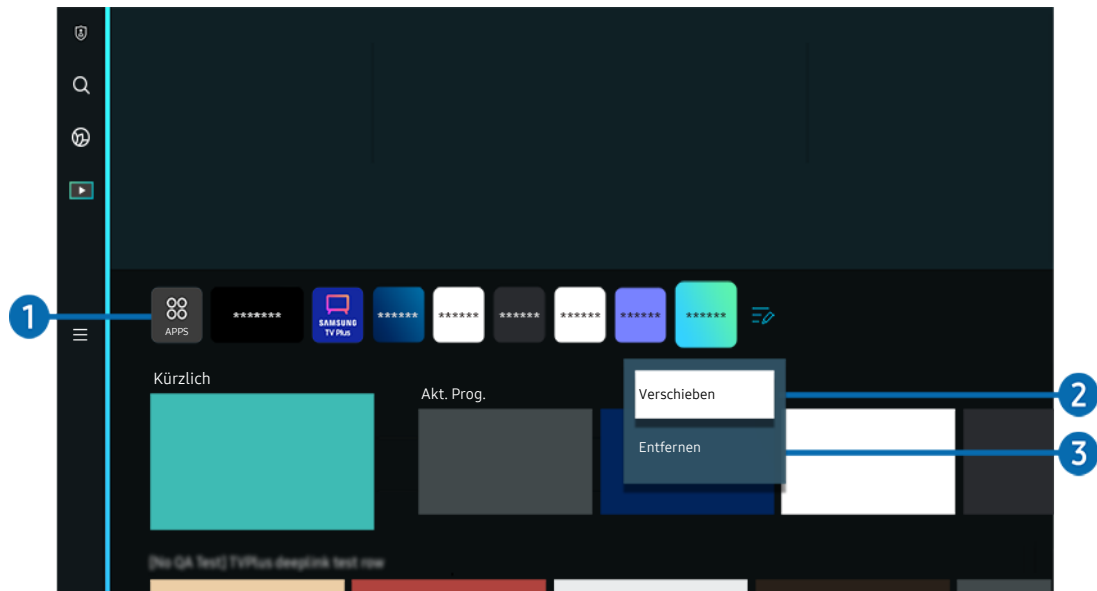 1
APPS
*******
SAMSUNG
TV Plus
******
******
******
******
******
******
Kürzlich
Akt. Prog.
Verschieben
2
Entfernen
3
[No QA Test] TVPlus deeplink test row